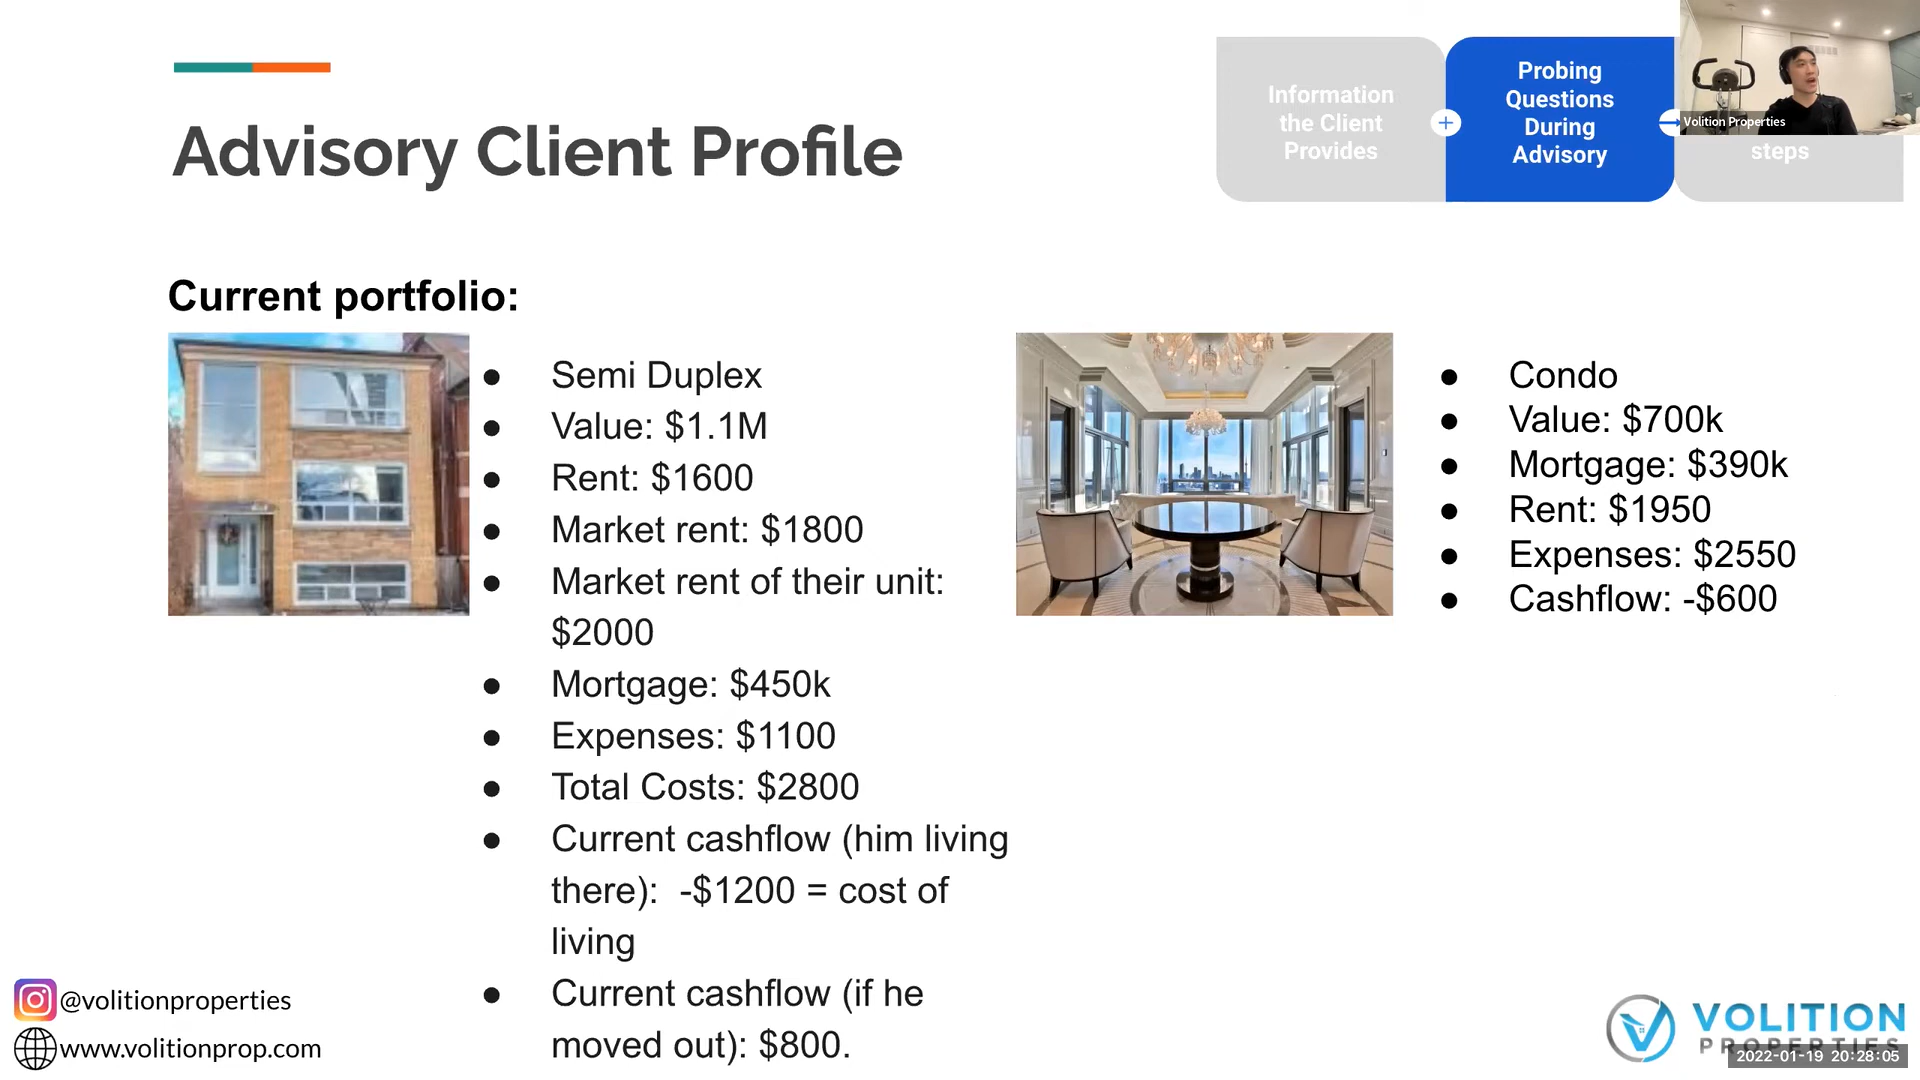 Advisory Client Profile
Information
the Client
Provides
Probing
Questions
During
Advisory
steps
Volition Properties
Current portfolio:
● Semi Duplex
● Value: $1.1M
● Rent: $1600
● Market rent: $1800
● Market rent of their unit:
$2000
● Mortgage: $450k
● Expenses: $1100
● Total Costs: $2800
● Current cashflow (him living
there):  -$1200 = cost of
living
● Current cashflow (if he
moved out): $800.
● Condo
● Value: $700k
● Mortgage: $390k
● Rent: $1950
● Expenses: $2550
● Cashflow: -$600
@volitionproperties
www.volitionprop.com
VOLITION
PROPERTIES
2022-01-19 20:28:05